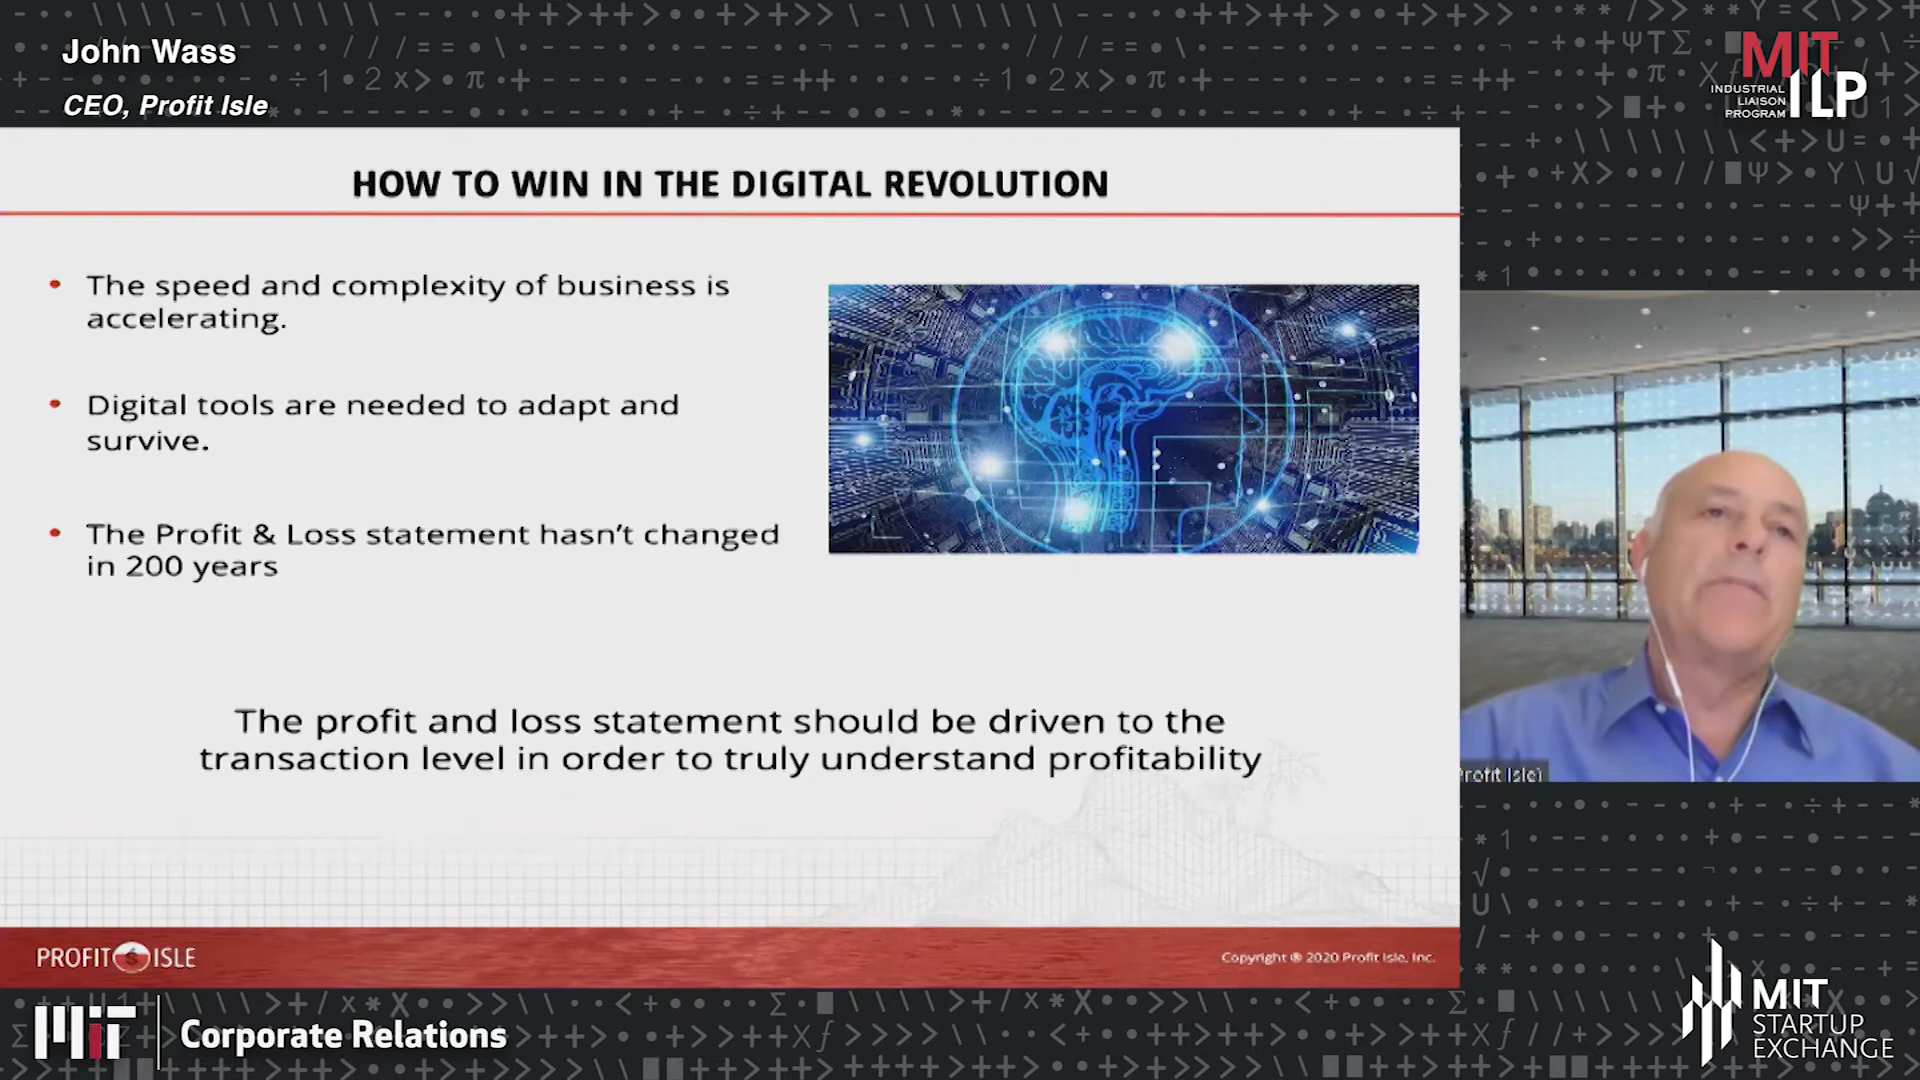 John Wass
CEO, Profit Isle
MIT
ILP
INDUSTRIAL
LIAISON
PROGRAM
HOW TO WIN IN THE DIGITAL REVOLUTION
• The speed and complexity of business is
accelerating.
• Digital tools are needed to adapt and
survive.
• The Profit & Loss statement hasn't changed
in 200 years
The profit and loss statement should be driven to the
transaction level in order to truly understand profitability
Profit Isle)
PROFIT $ ISLE
Copyright ® 2020 Profit Isle, Inc.
MIT
Corporate Relations
MIT
STARTUP
EXCHANGE